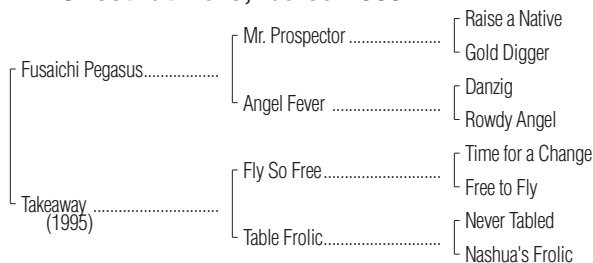 Raise a Native
Mr. Prospector
Gold Digger
Fusaichi Pegasus
Danzig
Angel Fever
Rowdy Angel
Time for a Change
Fly So Free
Free to Fly
Takeaway
(1995)
Never Tabled
Table Frolic
Nashua's Frolic